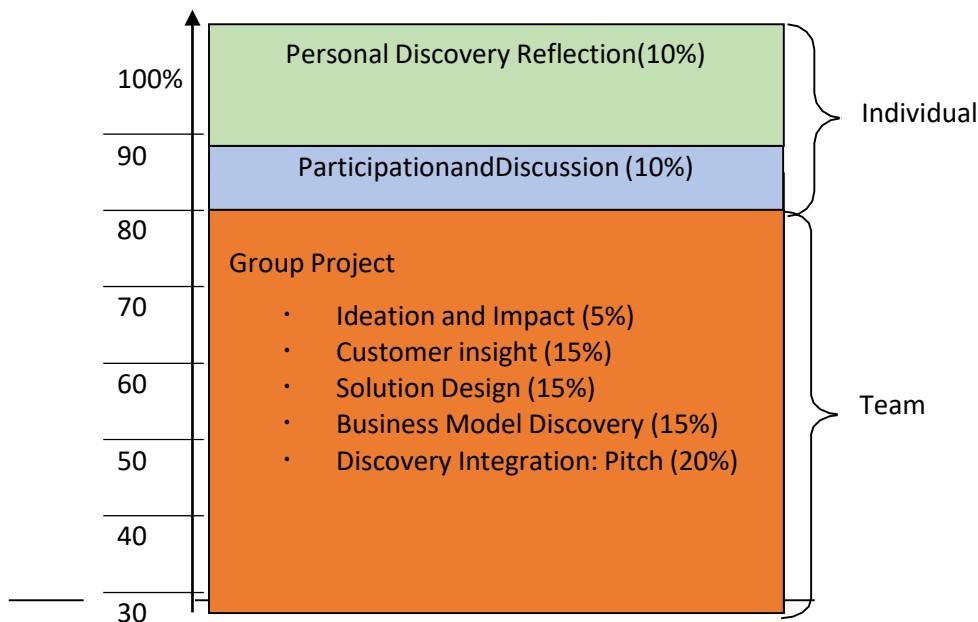 Personal Discovery Reflection(10%)
100%
Individual
90
ParticipationandDiscussion (10%)
80
Group Project
70
· Ideation and Impact (5%)
· Customer insight (15%)
60
· Solution Design (15%)
Team
· Business Model Discovery (15%)
50
· Discovery Integration: Pitch (20%)
40
30